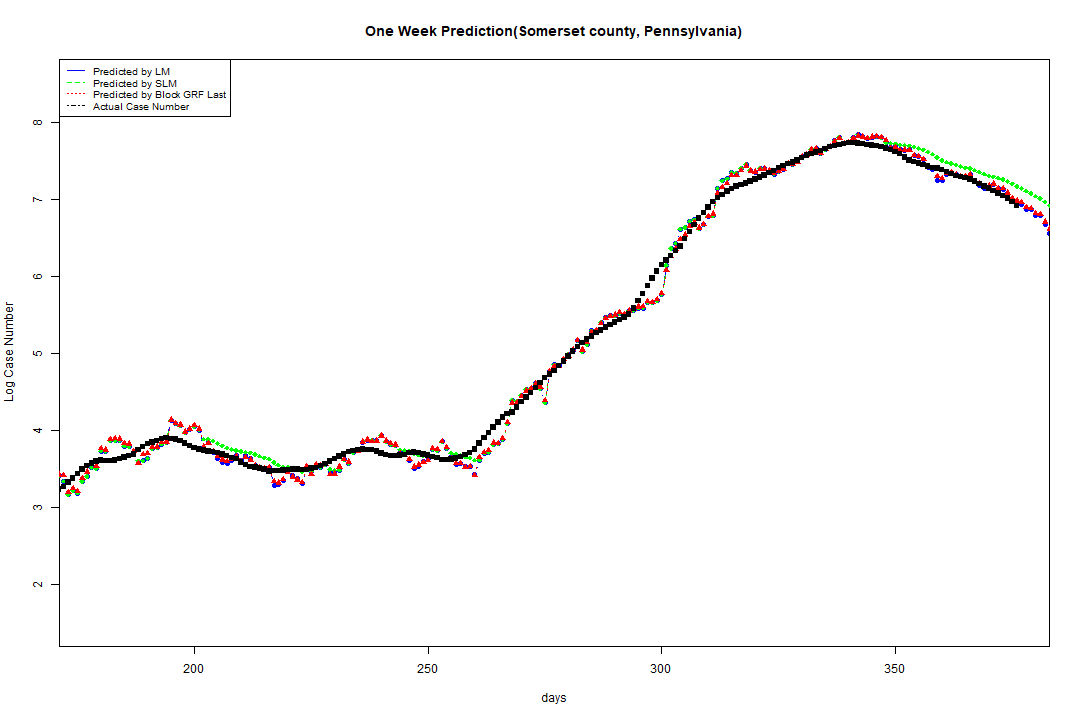 One Week Prediction(Somerset county, Pennsylvania)
Predicted by LM
Predicted by SLM
Predicted by Block GRF Last
Actual Case Number
8
7
6
5
4
3
2
Log Case Number
200 250 300 350
days